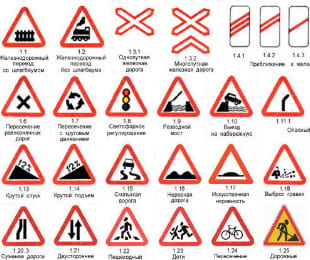 1.1 1.2 1.3.1 1.3.2 1.4.1 1.4.2 1.4.3
Железнодорожный переезд со шлагбаумом
Железнодорожный переезд без шлагбаума
Однопутная железная дорога
Многопутная железная дорога
Приближение к желе
1.6 1.7 1.8 1.9 1.10 1.11
Пересечение равнозначных дорог
Пересечение с круговым движением
Светофорное регулирование
Разводной мост
Выезд на набережную
Опасный
12% 12%
1.13 1.14 1.15 1.16 1.17 1.18
Крутой спуск
Крутой подъем
Скользкая дорога
Неровная дорога
Искусственная неровность
Выброс гравия
1.20.3 1.21 1.22 1.23 1.24 1.25
Сужение дороги
Двустороннее
Пешеходный
Дети
Пересечение
Дорожные